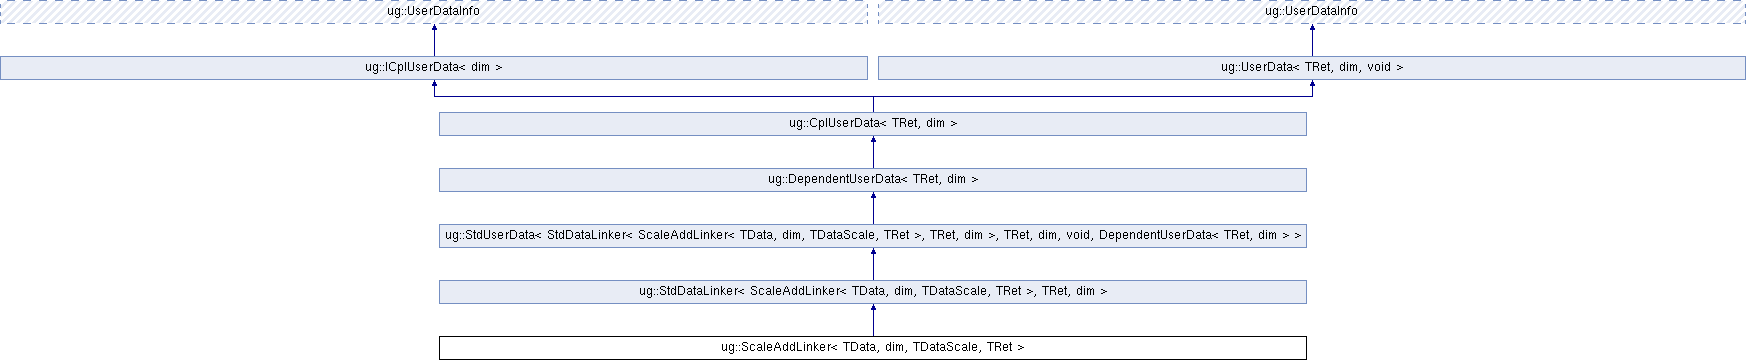 ug::UserDataInfo
ug::UserDataInfo
ug::ICplUserData< dim >
ug::UserData< TRet, dim, void >
ug::CplUserData< TRet, dim >
ug::DependentUserData< TRet, dim >
ug::StdUserData< StdDataLinker< ScaleAddLinker< TData, dim, TDataScale, TRet >, TRet, dim >, TRet, dim, void, DependentUserData< TRet, dim > >
ug::StdDataLinker< ScaleAddLinker< TData, dim, TDataScale, TRet >, TRet, dim >
ug::ScaleAddLinker< TData, dim, TDataScale, TRet >